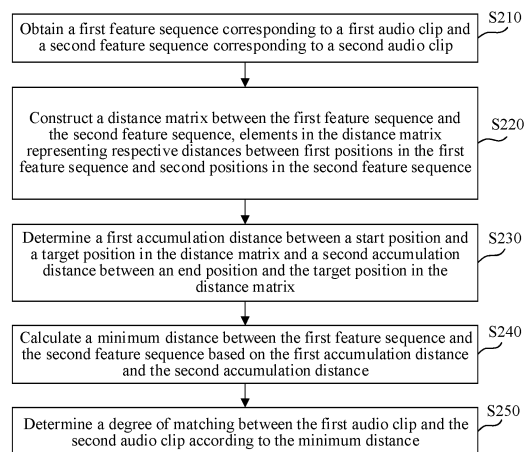 S210
Obtain a first feature sequence corresponding to a first audio clip and
a second feature sequence corresponding to a second audio clip
S220
Construct a distance matrix between the first feature sequence and
the second feature sequence, elements in the distance matrix
representing respective distances between first positions in the first
feature sequence and second positions in the second feature sequence
S230
Determine a first accumulation distance between a start position and
a target position in the distance matrix and a second accumulation
distance between an end position and the target position in the
distance matrix
S240
Calculate a minimum distance between the first feature sequence and
the second feature sequence based on the first accumulation distance
and the second accumulation distance
S250
Determine a degree of matching between the first audio clip and the
second audio clip according to the minimum distance